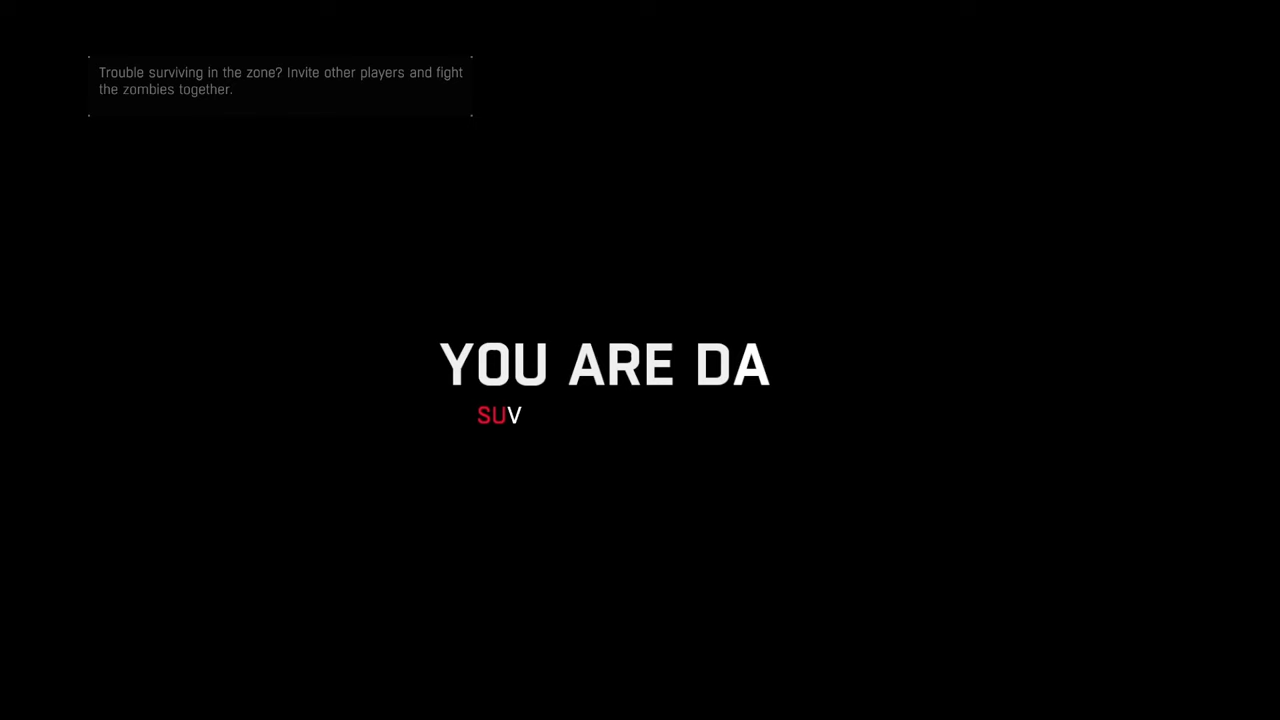 Trouble surviving in the zone? Invite other players and fight
the zombies together.
YOU ARE DA
SUV